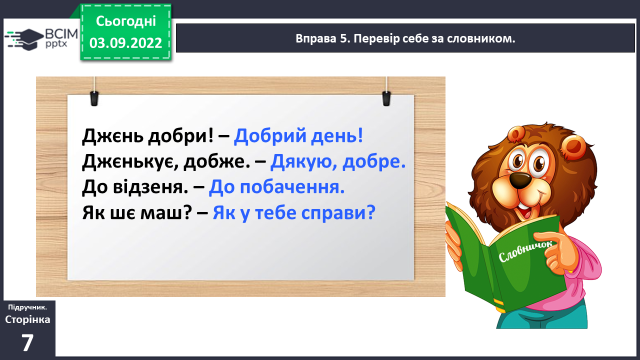 ВСІМ
pptx
Сьогодні
03.09.2022
Вправа 5. Перевір себе за словником.
Джєнь добри! – Добрий день!
Джєнькує, добже. – Дякую, добре.
До відзеня. – До побачення.
Як шє маш? – Як у тебе справи?
Словничок
Підручник.
Сторінка
7